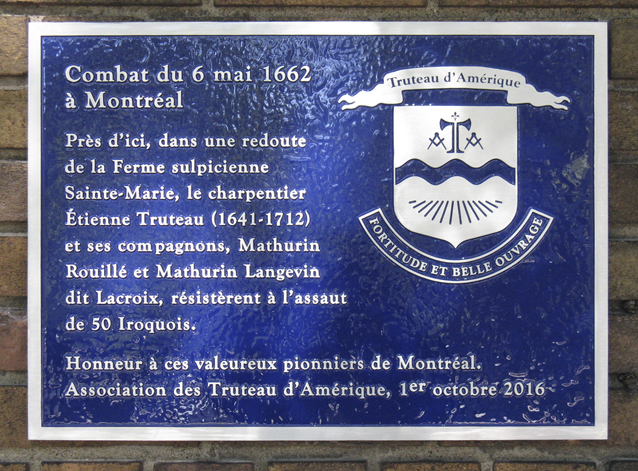 Combat du 6 mai 1662
à Montréal
Truteau d'Amérique
Près d'ici, dans une redoute
de la Ferme sulpicienne
Sainte-Marie, le charpentier
Étienne Truteau (1641-1712)
et ses compagnons, Mathurin
Rouillé et Mathurin Langevin
dit Lacroix, résistèrent à l'assaut
de 50 Iroquois.
FORTITUDE ET BELLE OUVRAGE
Honneur à ces valeureux pionniers de Montréal.
Association des Truteau d'Amérique, 1er octobre 2016